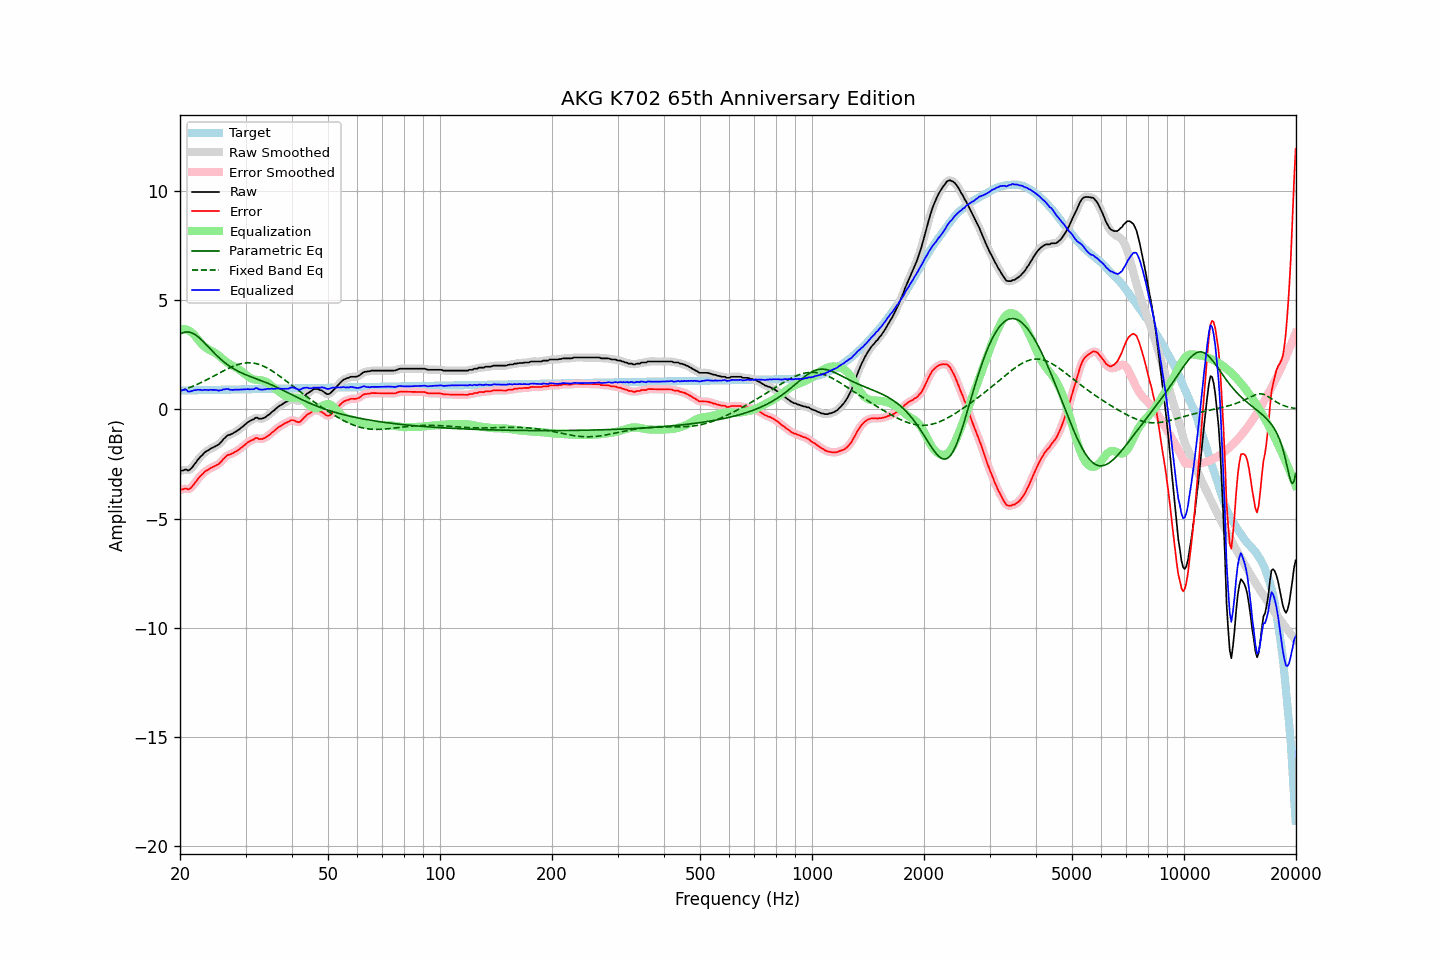 AKG K702 65th Anniversary Edition
Target
Raw Smoothed
Error Smoothed
Raw
Error
Equalization
Parametric Eq
Fixed Band Eq
Equalized
10
5
0
−5
−10
−15
−20
Amplitude (dBr)
20 50 100 200 500 1000 2000 5000 10000 20000
Frequency (Hz)